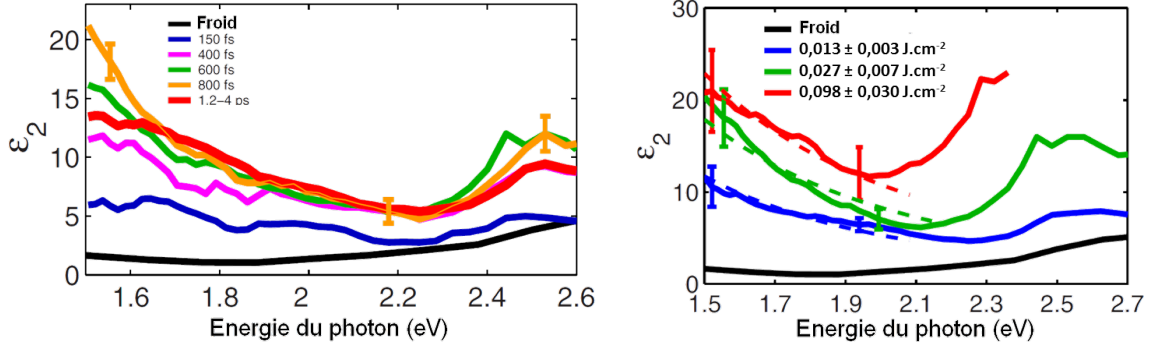 20
15
10
5
0
ε2
Froid
150 fs
400 fs
600 fs
800 fs
1.2–4 ps
1.6
1.8
2
2.2
2.4
2.6
Energie du photon (eV)
30
20
10
0
ε2
Froid
0,013 ± 0,003 J.cm-2
0,027 ± 0,007 J.cm-2
0,098 ± 0,030 J.cm-2
1.5
1.7
1.9
2.1
2.3
2.5
2.7
Energie du photon (eV)